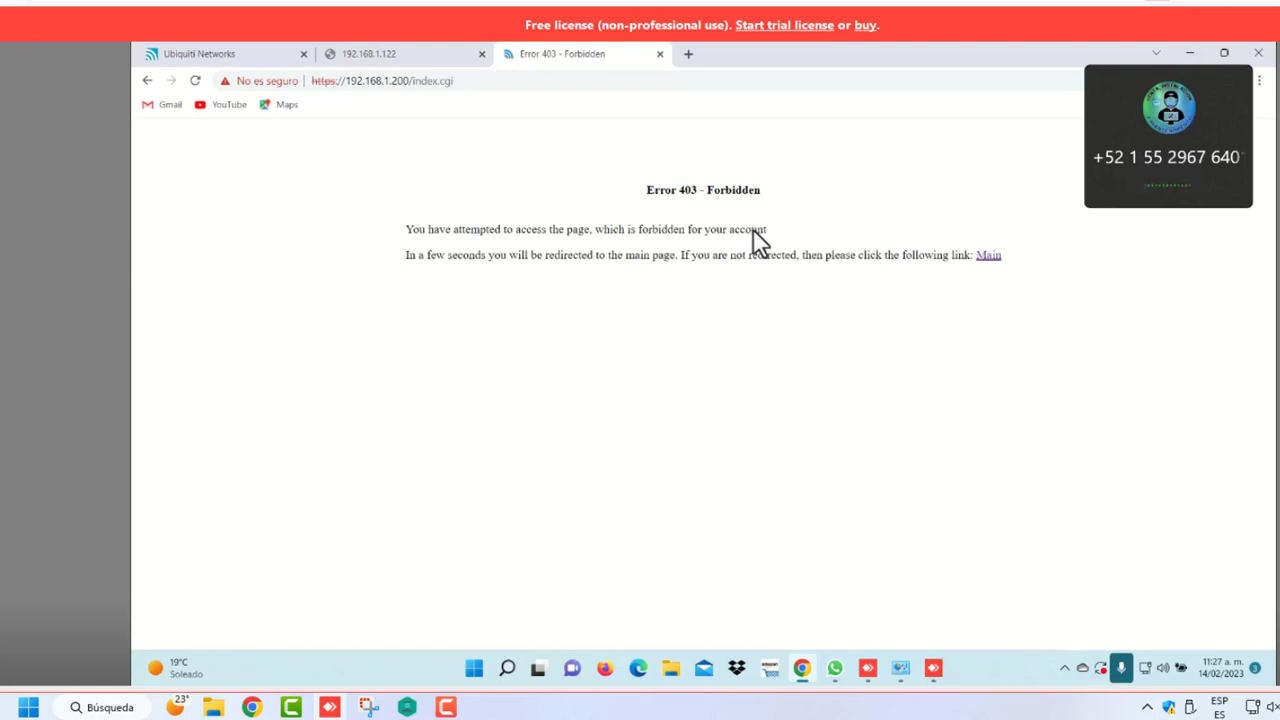 Free license (non-professional use). Start trial license or buy.
Ubiquiti Networks
192.168.1.122
Error 403 - Forbidden
No es seguro
https://192.168.1.200/index.cgi
Gmail
YouTube
Maps
+52 1 55 2967 640
Error 403 - Forbidden
You have attempted to access the page, which is forbidden for your account
In a few seconds you will be redirected to the main page. If you are not redirected, then please click the following link: Main
19°C
Soleado
11:27 a. m.
14/02/2023
3
23°
Búsqueda
ESP
ES